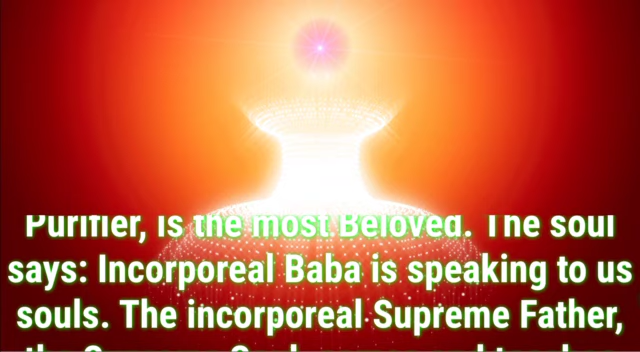 Purifier, is the most Beloved. The soul
says: Incorporeal Baba is speaking to us
souls. The incorporeal Supreme Father,